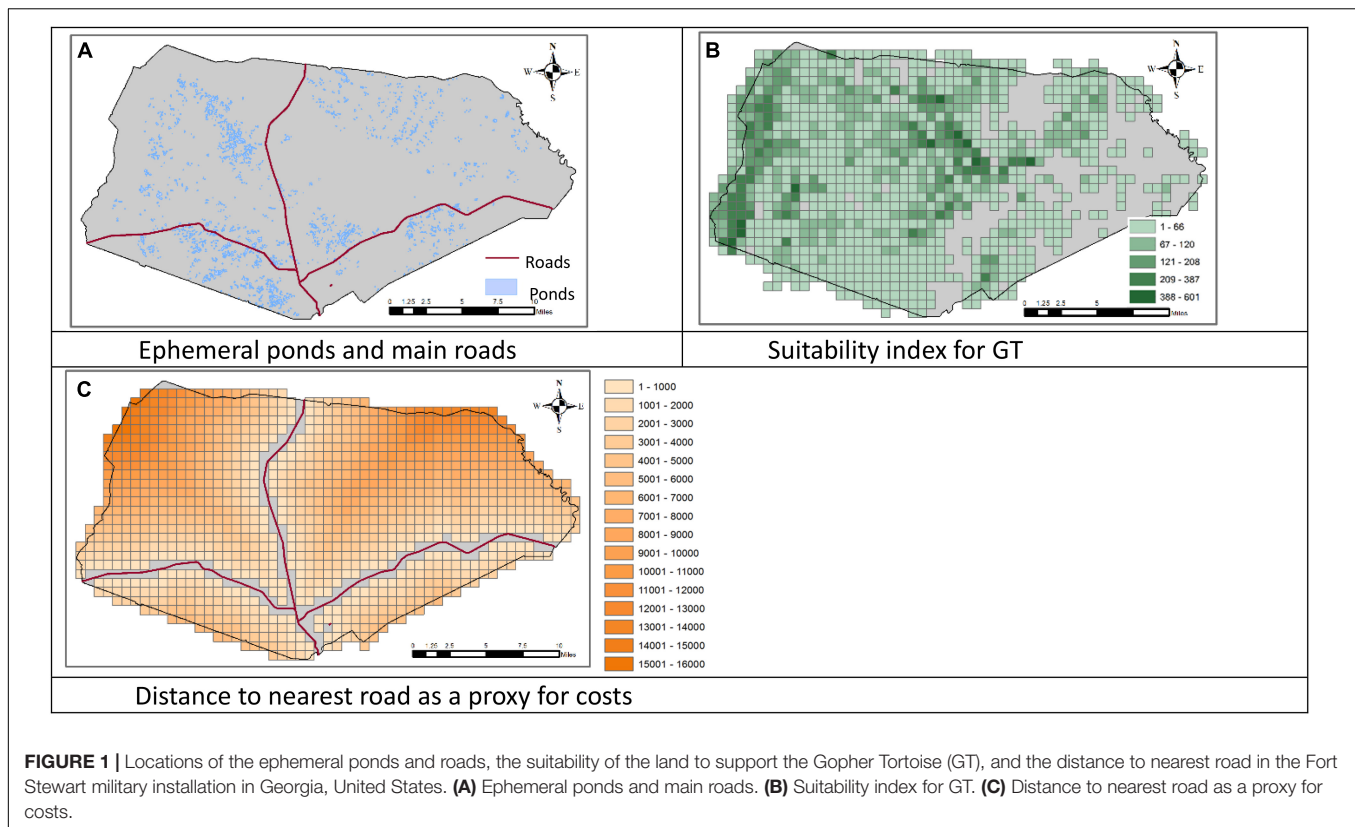 A
N
W E
S
Roads
Ponds
0 1.25 2.5 5 7.5 10
Miles
B
N
W E
S
1 - 66
67 - 120
121 - 208
209 - 387
388 - 601
0 1.25 2.5 5
Miles
Ephemeral ponds and main roads
Suitability index for GT
C
N
W E
S
0 1.25 2.5 5 7.5 10
Miles
1 - 1000
1001 - 2000
2001 - 3000
3001 - 4000
4001 - 5000
5001 - 6000
6001 - 7000
7001 - 8000
8001 - 9000
9001 - 10000
10001 - 11000
11001 - 12000
12001 - 13000
13001 - 14000
14001 - 15000
15001 - 16000
Distance to nearest road as a proxy for costs
FIGURE 1 | Locations of the ephemeral ponds and roads, the suitability of the land to support the Gopher Tortoise (GT), and the distance to nearest road in the Fort
Stewart military installation in Georgia, United States. (A) Ephemeral ponds and main roads. (B) Suitability index for GT. (C) Distance to nearest road as a proxy for
costs.